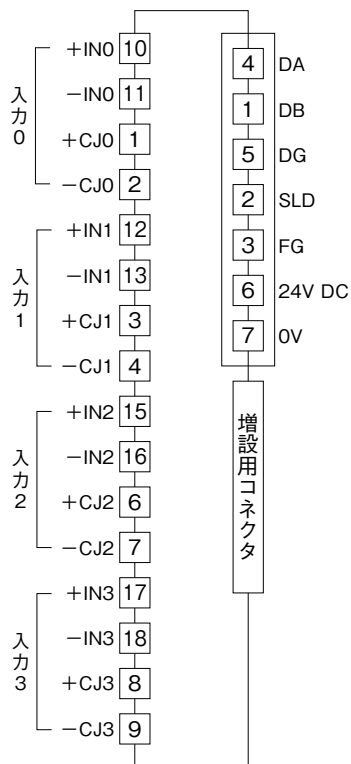 入力0
+IN0 10
−IN0 11
+CJ0 1
−CJ0 2
入力1
+IN1 12
−IN1 13
+CJ1 3
−CJ1 4
入力2
+IN2 15
−IN2 16
+CJ2 6
−CJ2 7
入力3
+IN3 17
−IN3 18
+CJ3 8
−CJ3 9
4 DA
1 DB
5 DG
2 SLD
3 FG
6 24V DC
7 0V
増設用コネクタ